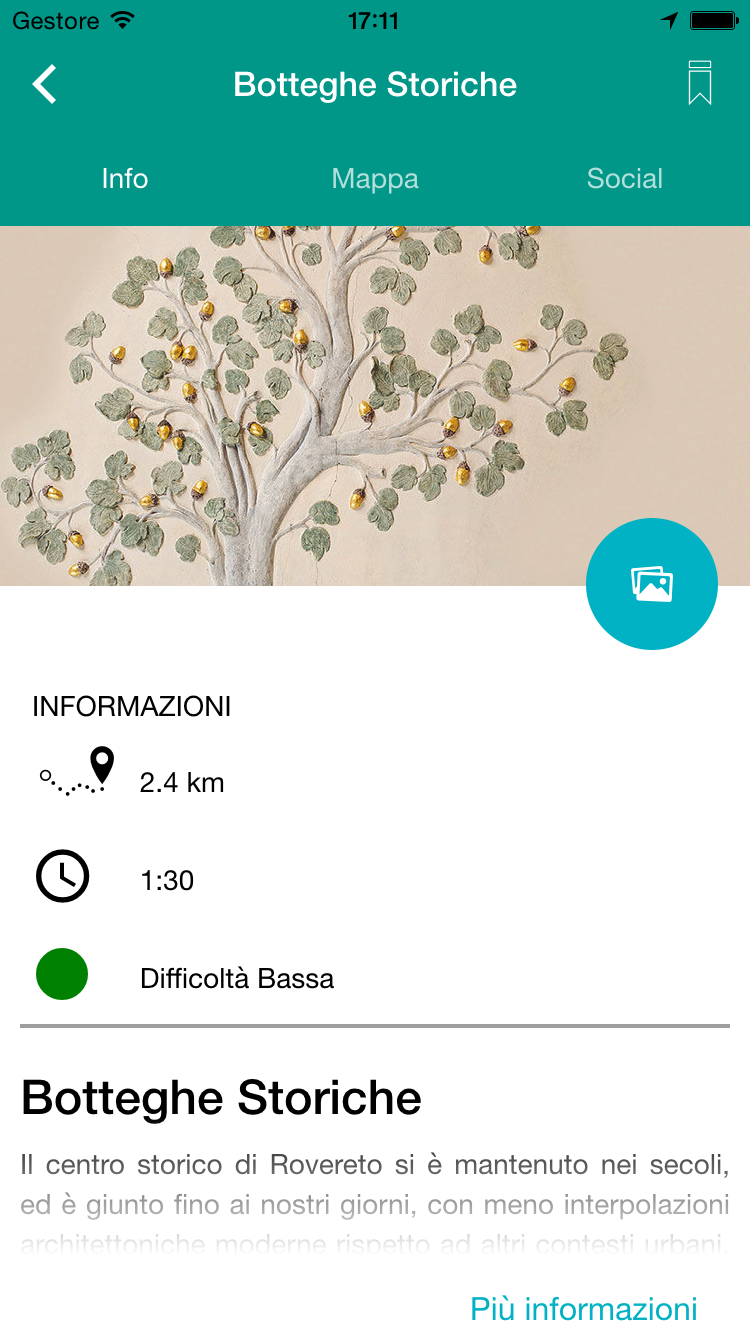 Gestore 17:11
Botteghe Storiche
Info Mappa Social
INFORMAZIONI
2.4 km
1:30
Difficoltà Bassa
Botteghe Storiche
Il centro storico di Rovereto si è mantenuto nei secoli,
ed è giunto fino ai nostri giorni, con meno interpolazioni
architettoniche moderne rispetto ad altri contesti urbani.
Più informazioni